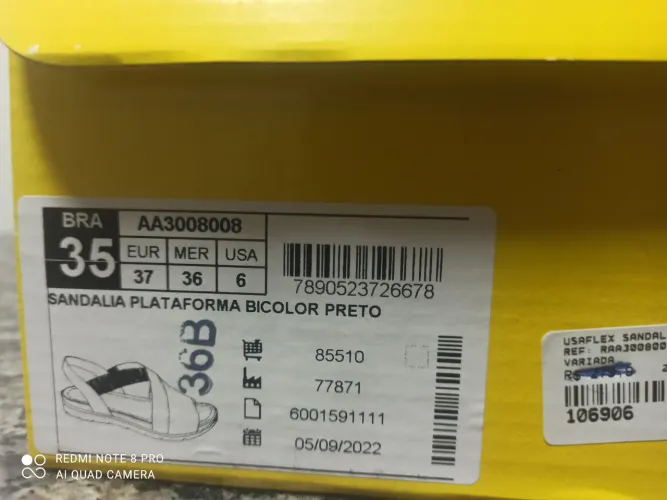 BRA
35
AA3008008
EUR MER USA
37 36 6
7890523726678
SANDALIA PLATAFORMA BICOLOR PRETO
36B
85510
77871
6001591111
05/09/2022
USAFLEX SANDAL
REF:
VARIADA
R$
106906
REDMI NOTE 8 PRO
AI QUAD CAMERA